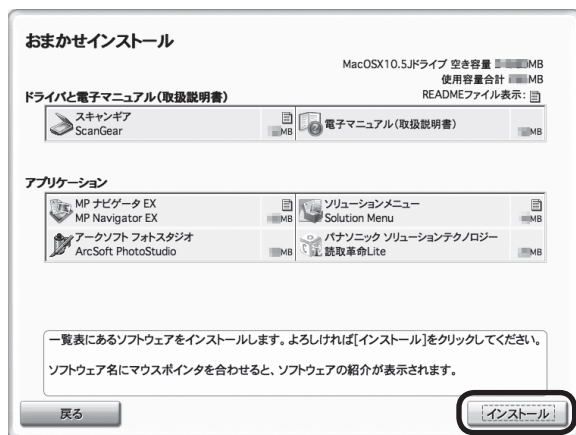 おまかせインストール
MacOSX10.5Jドライブ 空き容量 MB
使用容量合計 MB
ドライバと電子マニュアル(取扱説明書)
READMEファイル表示:
スキャンギア
ScanGear
MB
電子マニュアル(取扱説明書)
MB
アプリケーション
MP ナビゲータ EX
MP Navigator EX
MB
ソリューションメニュー
Solution Menu
MB
アークソフト フォトスタジオ
ArcSoft PhotoStudio
MB
パナソニック ソリューションテクノロジー
読取革命Lite
MB
一覧表にあるソフトウェアをインストールします。よろしければ[インストール]をクリックしてください。
ソフトウェア名にマウスポインタを合わせると、ソフトウェアの紹介が表示されます。
戻る
インストール